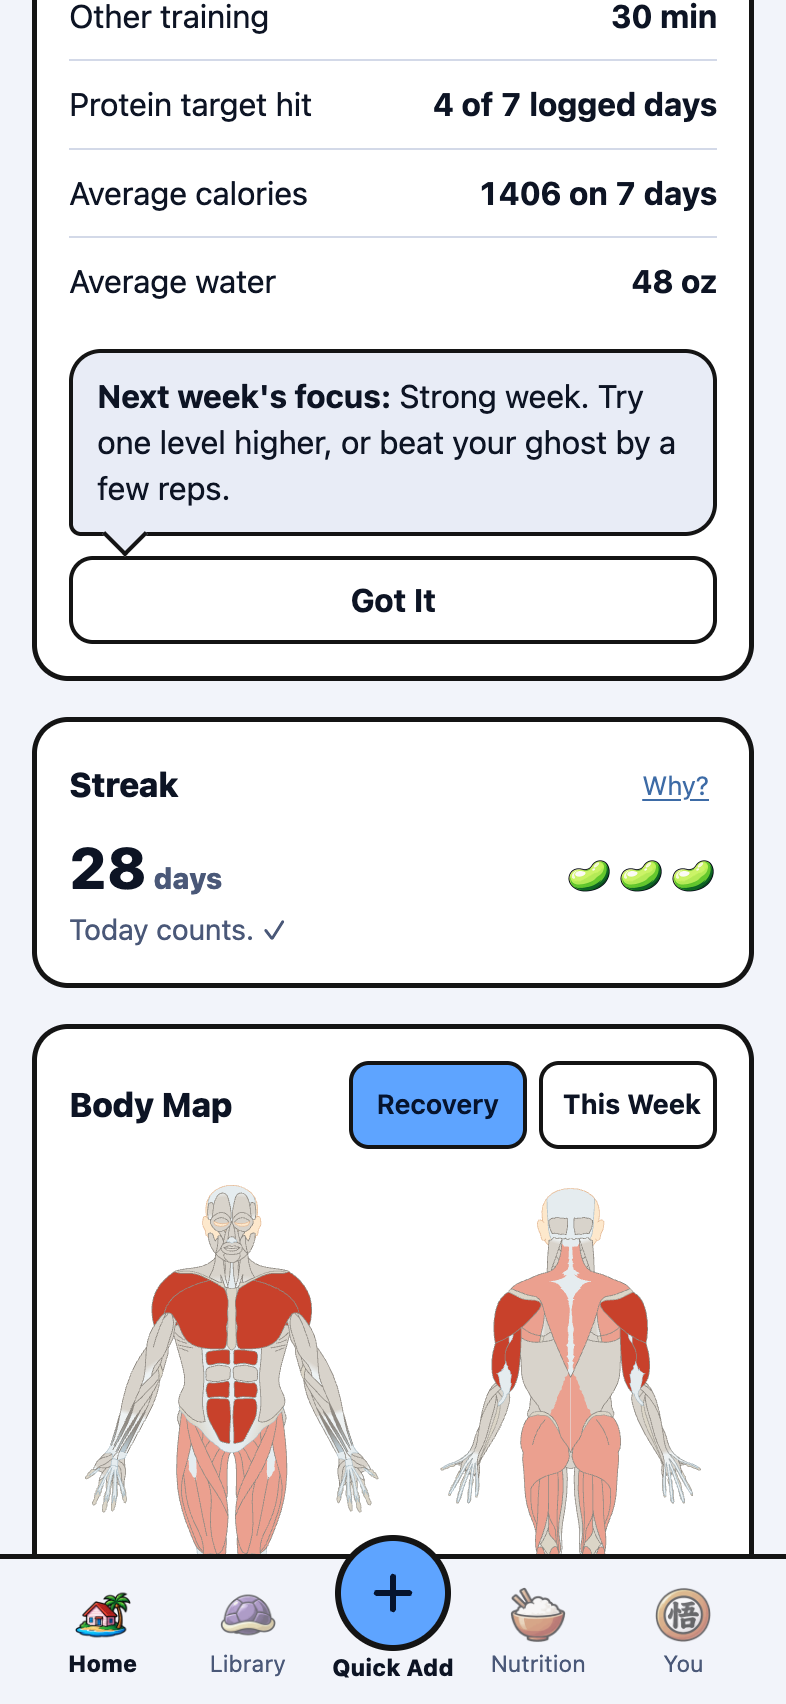 Other training 30 min
Protein target hit 4 of 7 logged days
Average calories 1406 on 7 days
Average water 48 oz
Next week's focus: Strong week. Try
one level higher, or beat your ghost by a
few reps.
Got It
Streak Why?
28 days
Today counts. ✓
Body Map Recovery This Week
悟
Home Library Quick Add Nutrition You